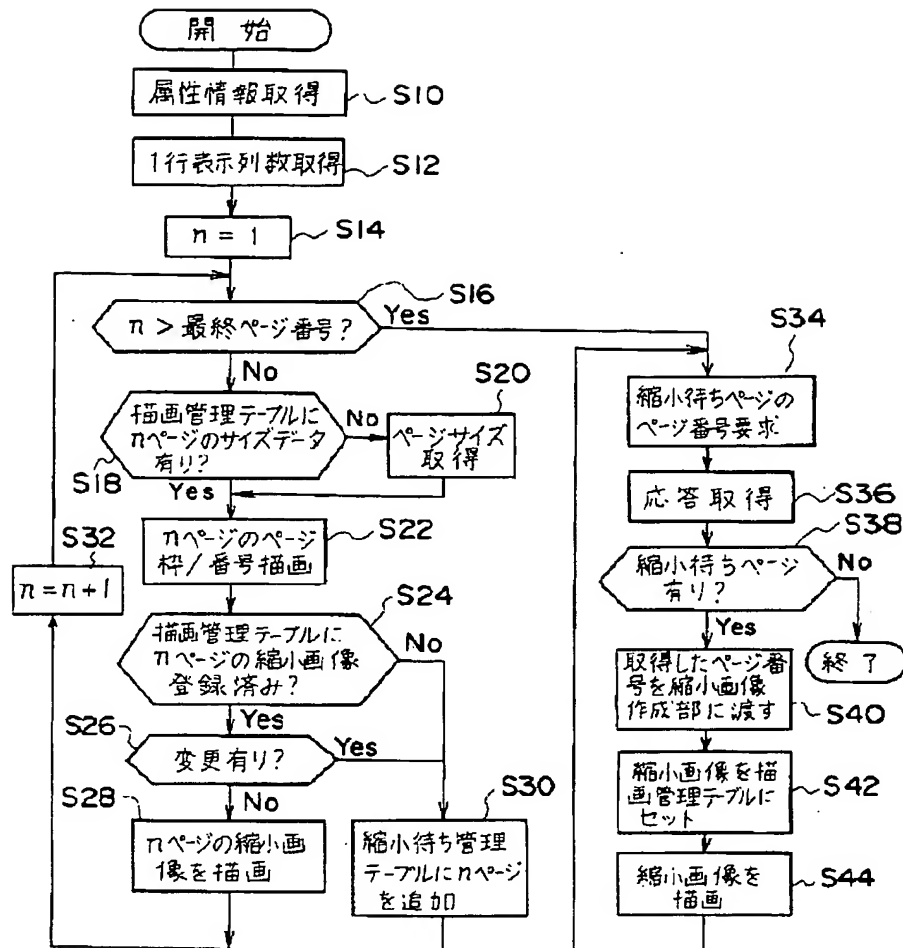 開始
属性情報取得
S10
1行表示列数取得
S12
n = 1
S14
S16
n > 最終ページ番号?
Yes
No
描画管理テーブルに
nページのサイズデータ
有り?
S18
No
S20
ページサイズ
取得
Yes
S22
nページのページ
枠/番号描画
S32
n=n+1
S24
描画管理テーブルに
nページの縮小画像
登録済み?
No
Yes
S26
変更有り?
Yes
No
S28
nページの縮小画
像を描画
S30
縮小待ち管理
テーブルにnページ
を追加
S34
縮小待ちページの
ページ番号要求
応答取得
S36
S38
縮小待ちページ
有り?
No
終了
Yes
取得したページ番
号を縮小画像
作成部に渡す
S40
縮小画像を描
画管理テーブルに
セット
S42
縮小画像を
描画
S44